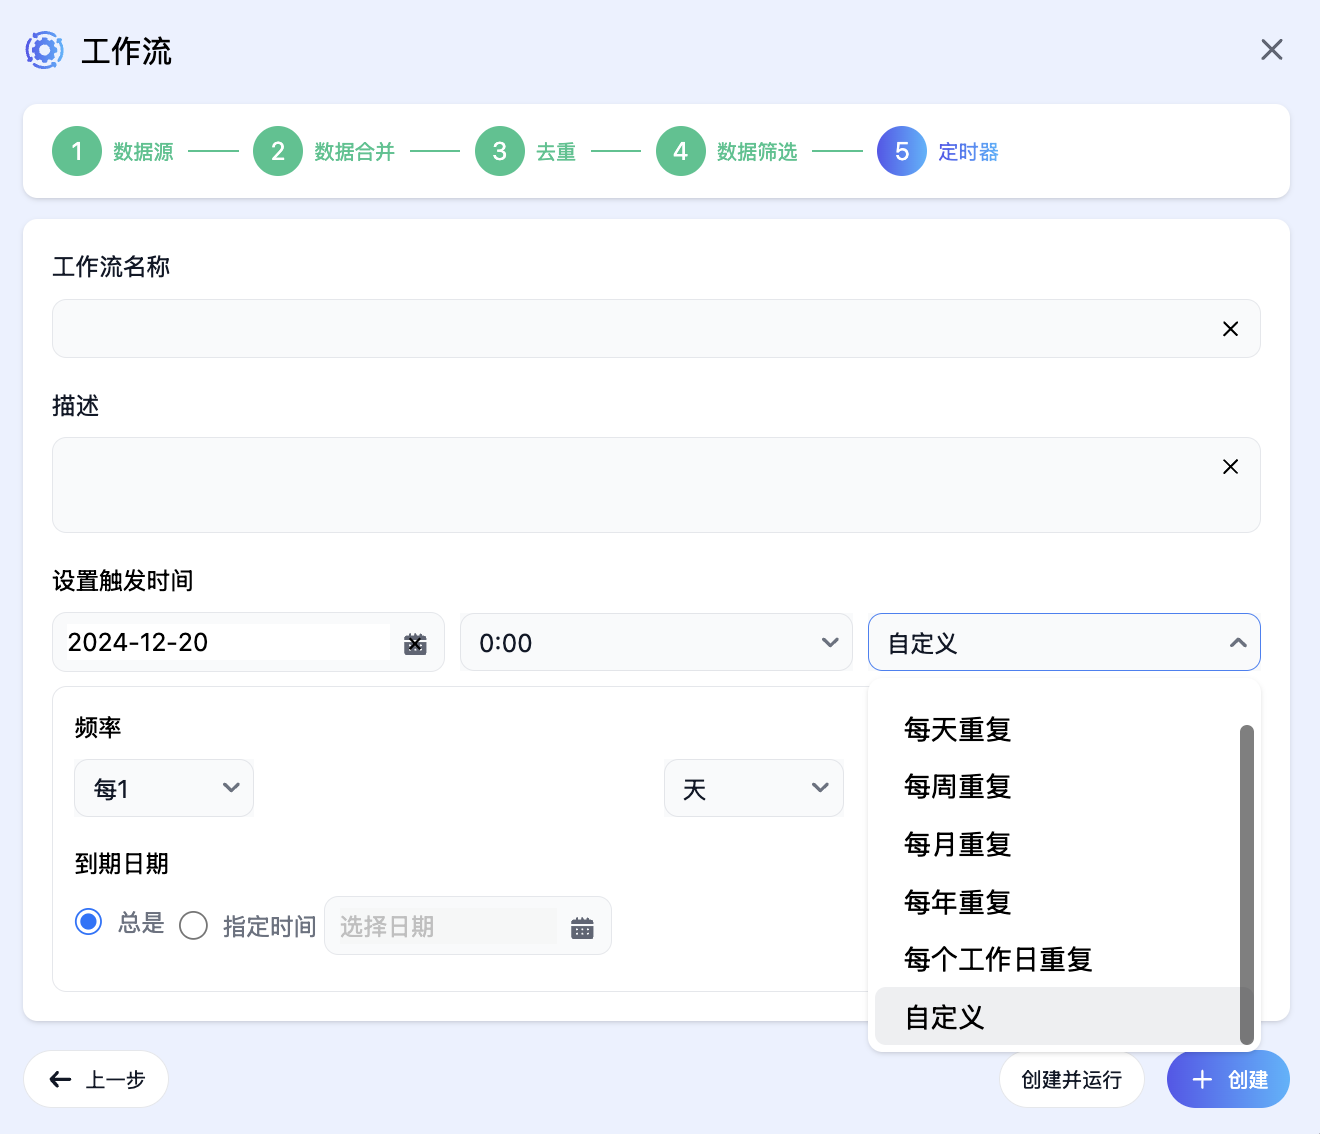 工作流
1 数据源 2 数据合并 3 去重 4 数据筛选 5 定时器
工作流名称
描述
设置触发时间
2024-12-20 0:00 自定义
频率
每1 天
到期日期
总是 指定时间 选择日期
每天重复
每周重复
每月重复
每年重复
每个工作日重复
自定义
上一步 创建并运行 创建